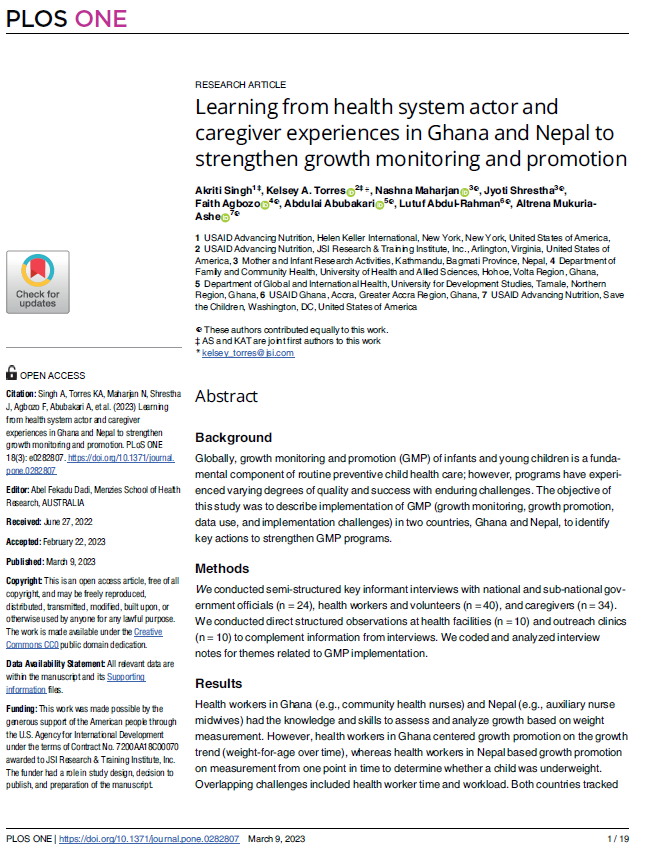 PLOS ONE
RESEARCH ARTICLE
Learning from health system actor and
caregiver experiences in Ghana and Nepal to
strengthen growth monitoring and promotion
Akriti Singh1‡, Kelsey A. Torres 2‡*, Nashna Maharjan 3☯, Jyoti Shrestha3☯,
Faith Agbozo 4☯, Abdulai Abubakari 5☯, Lutuf Abdul-Rahman6☯, Altrena Mukuria-
Ashe 7☯
1 USAID Advancing Nutrition, Helen Keller International, New York, New York, United States of America,
2 USAID Advancing Nutrition, JSI Research & Training Institute, Inc., Arlington, Virginia, United States of
America, 3 Mother and Infant Research Activities, Kathmandu, Bagmati Province, Nepal, 4 Department of
Family and Community Health, University of Health and Allied Sciences, Hohoe, Volta Region, Ghana,
5 Department of Global and International Health, University for Development Studies, Tamale, Northern
Region, Ghana, 6 USAID Ghana, Accra, Greater Accra Region, Ghana, 7 USAID Advancing Nutrition, Save
the Children, Washington, DC, United States of America
☯ These authors contributed equally to this work.
‡ AS and KAT are joint first authors to this work
* kelsey_torres@jsi.com
Check for
updates
OPEN ACCESS
Citation: Singh A, Torres KA, Maharjan N, Shrestha
J, Agbozo F, Abubakari A, et al. (2023) Learning
from health system actor and caregiver
experiences in Ghana and Nepal to strengthen
growth monitoring and promotion. PLoS ONE
18(3): e0282807. https://doi.org/10.1371/journal.
pone.0282807
Editor: Abel Fekadu Dadi, Menzies School of Health
Research, AUSTRALIA
Received: June 27, 2022
Accepted: February 22, 2023
Published: March 9, 2023
Copyright: This is an open access article, free of all
copyright, and may be freely reproduced,
distributed, transmitted, modified, built upon, or
otherwise used by anyone for any lawful purpose.
The work is made available under the Creative
Commons CC0 public domain dedication.
Data Availability Statement: All relevant data are
within the manuscript and its Supporting
information files.
Funding: This work was made possible by the
generous support of the American people through
the U.S. Agency for International Development
under the terms of Contract No. 7200AA18C00070
awarded to JSI Research & Training Institute, Inc.
The funder had a role in study design, decision to
publish, and preparation of the manuscript.
Abstract
Background
Globally, growth monitoring and promotion (GMP) of infants and young children is a funda-
mental component of routine preventive child health care; however, programs have experi-
enced varying degrees of quality and success with enduring challenges. The objective of
this study was to describe implementation of GMP (growth monitoring, growth promotion,
data use, and implementation challenges) in two countries, Ghana and Nepal, to identify
key actions to strengthen GMP programs.
Methods
We conducted semi-structured key informant interviews with national and sub-national gov-
ernment officials (n = 24), health workers and volunteers (n = 40), and caregivers (n = 34).
We conducted direct structured observations at health facilities (n = 10) and outreach clinics
(n = 10) to complement information from interviews. We coded and analyzed interview
notes for themes related to GMP implementation.
Results
Health workers in Ghana (e.g., community health nurses) and Nepal (e.g., auxiliary nurse
midwives) had the knowledge and skills to assess and analyze growth based on weight
measurement. However, health workers in Ghana centered growth promotion on the growth
trend (weight-for-age over time), whereas health workers in Nepal based growth promotion
on measurement from one point in time to determine whether a child was underweight.
Overlapping challenges included health worker time and workload. Both countries tracked
PLOS ONE | https://doi.org/10.1371/journal.pone.0282807 March 9, 2023
1 / 19